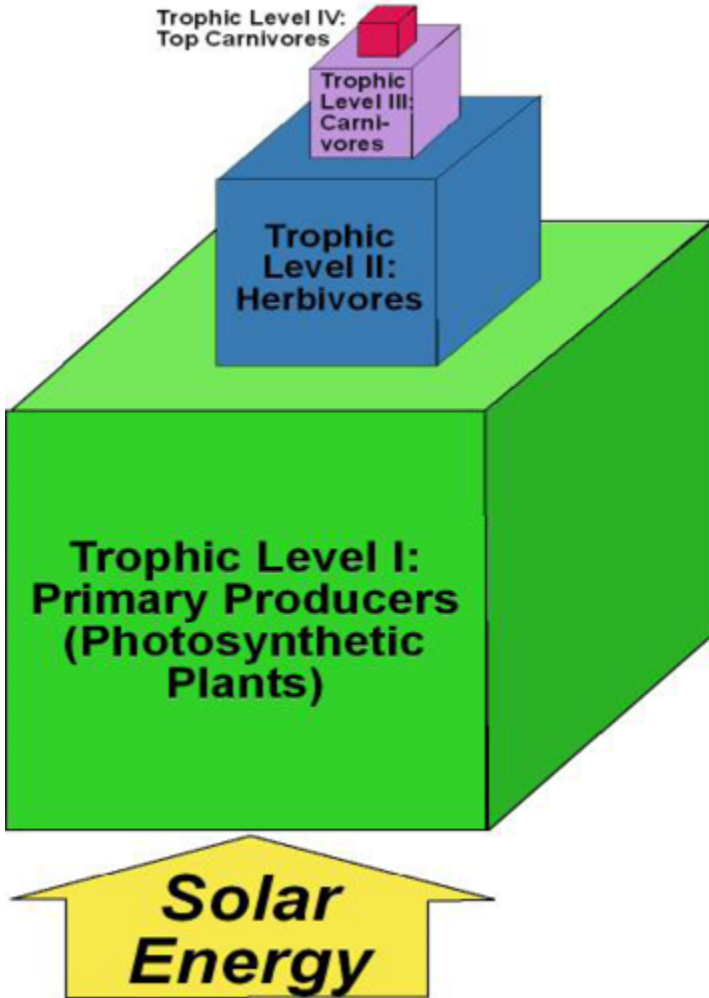 Trophic Level IV:
Top Carnivores
Trophic
Level III:
Carni-
vores
Trophic
Level II:
Herbivores
Trophic Level I:
Primary Producers
(Photosynthetic
Plants)
Solar
Energy